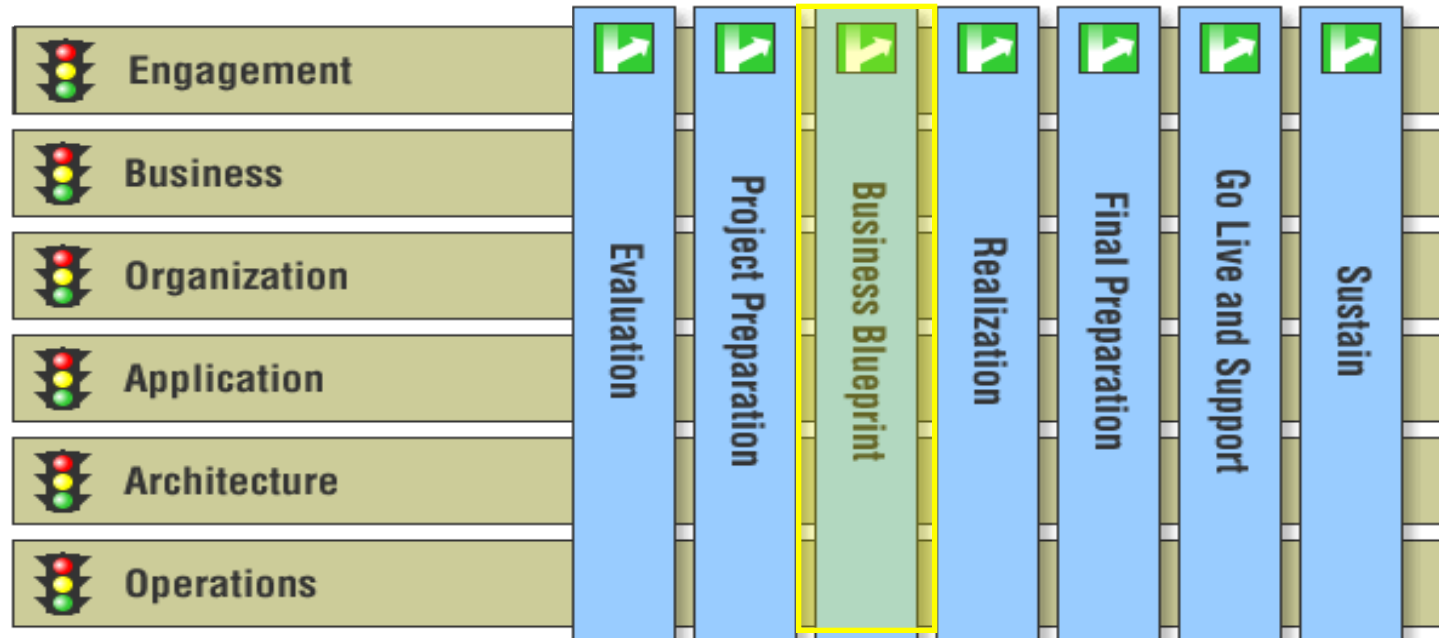 Engagement
Business
Organization
Application
Architecture
Operations
Evaluation
Project Preparation
Business Blueprint
Realization
Final Preparation
Go Live and Support
Sustain